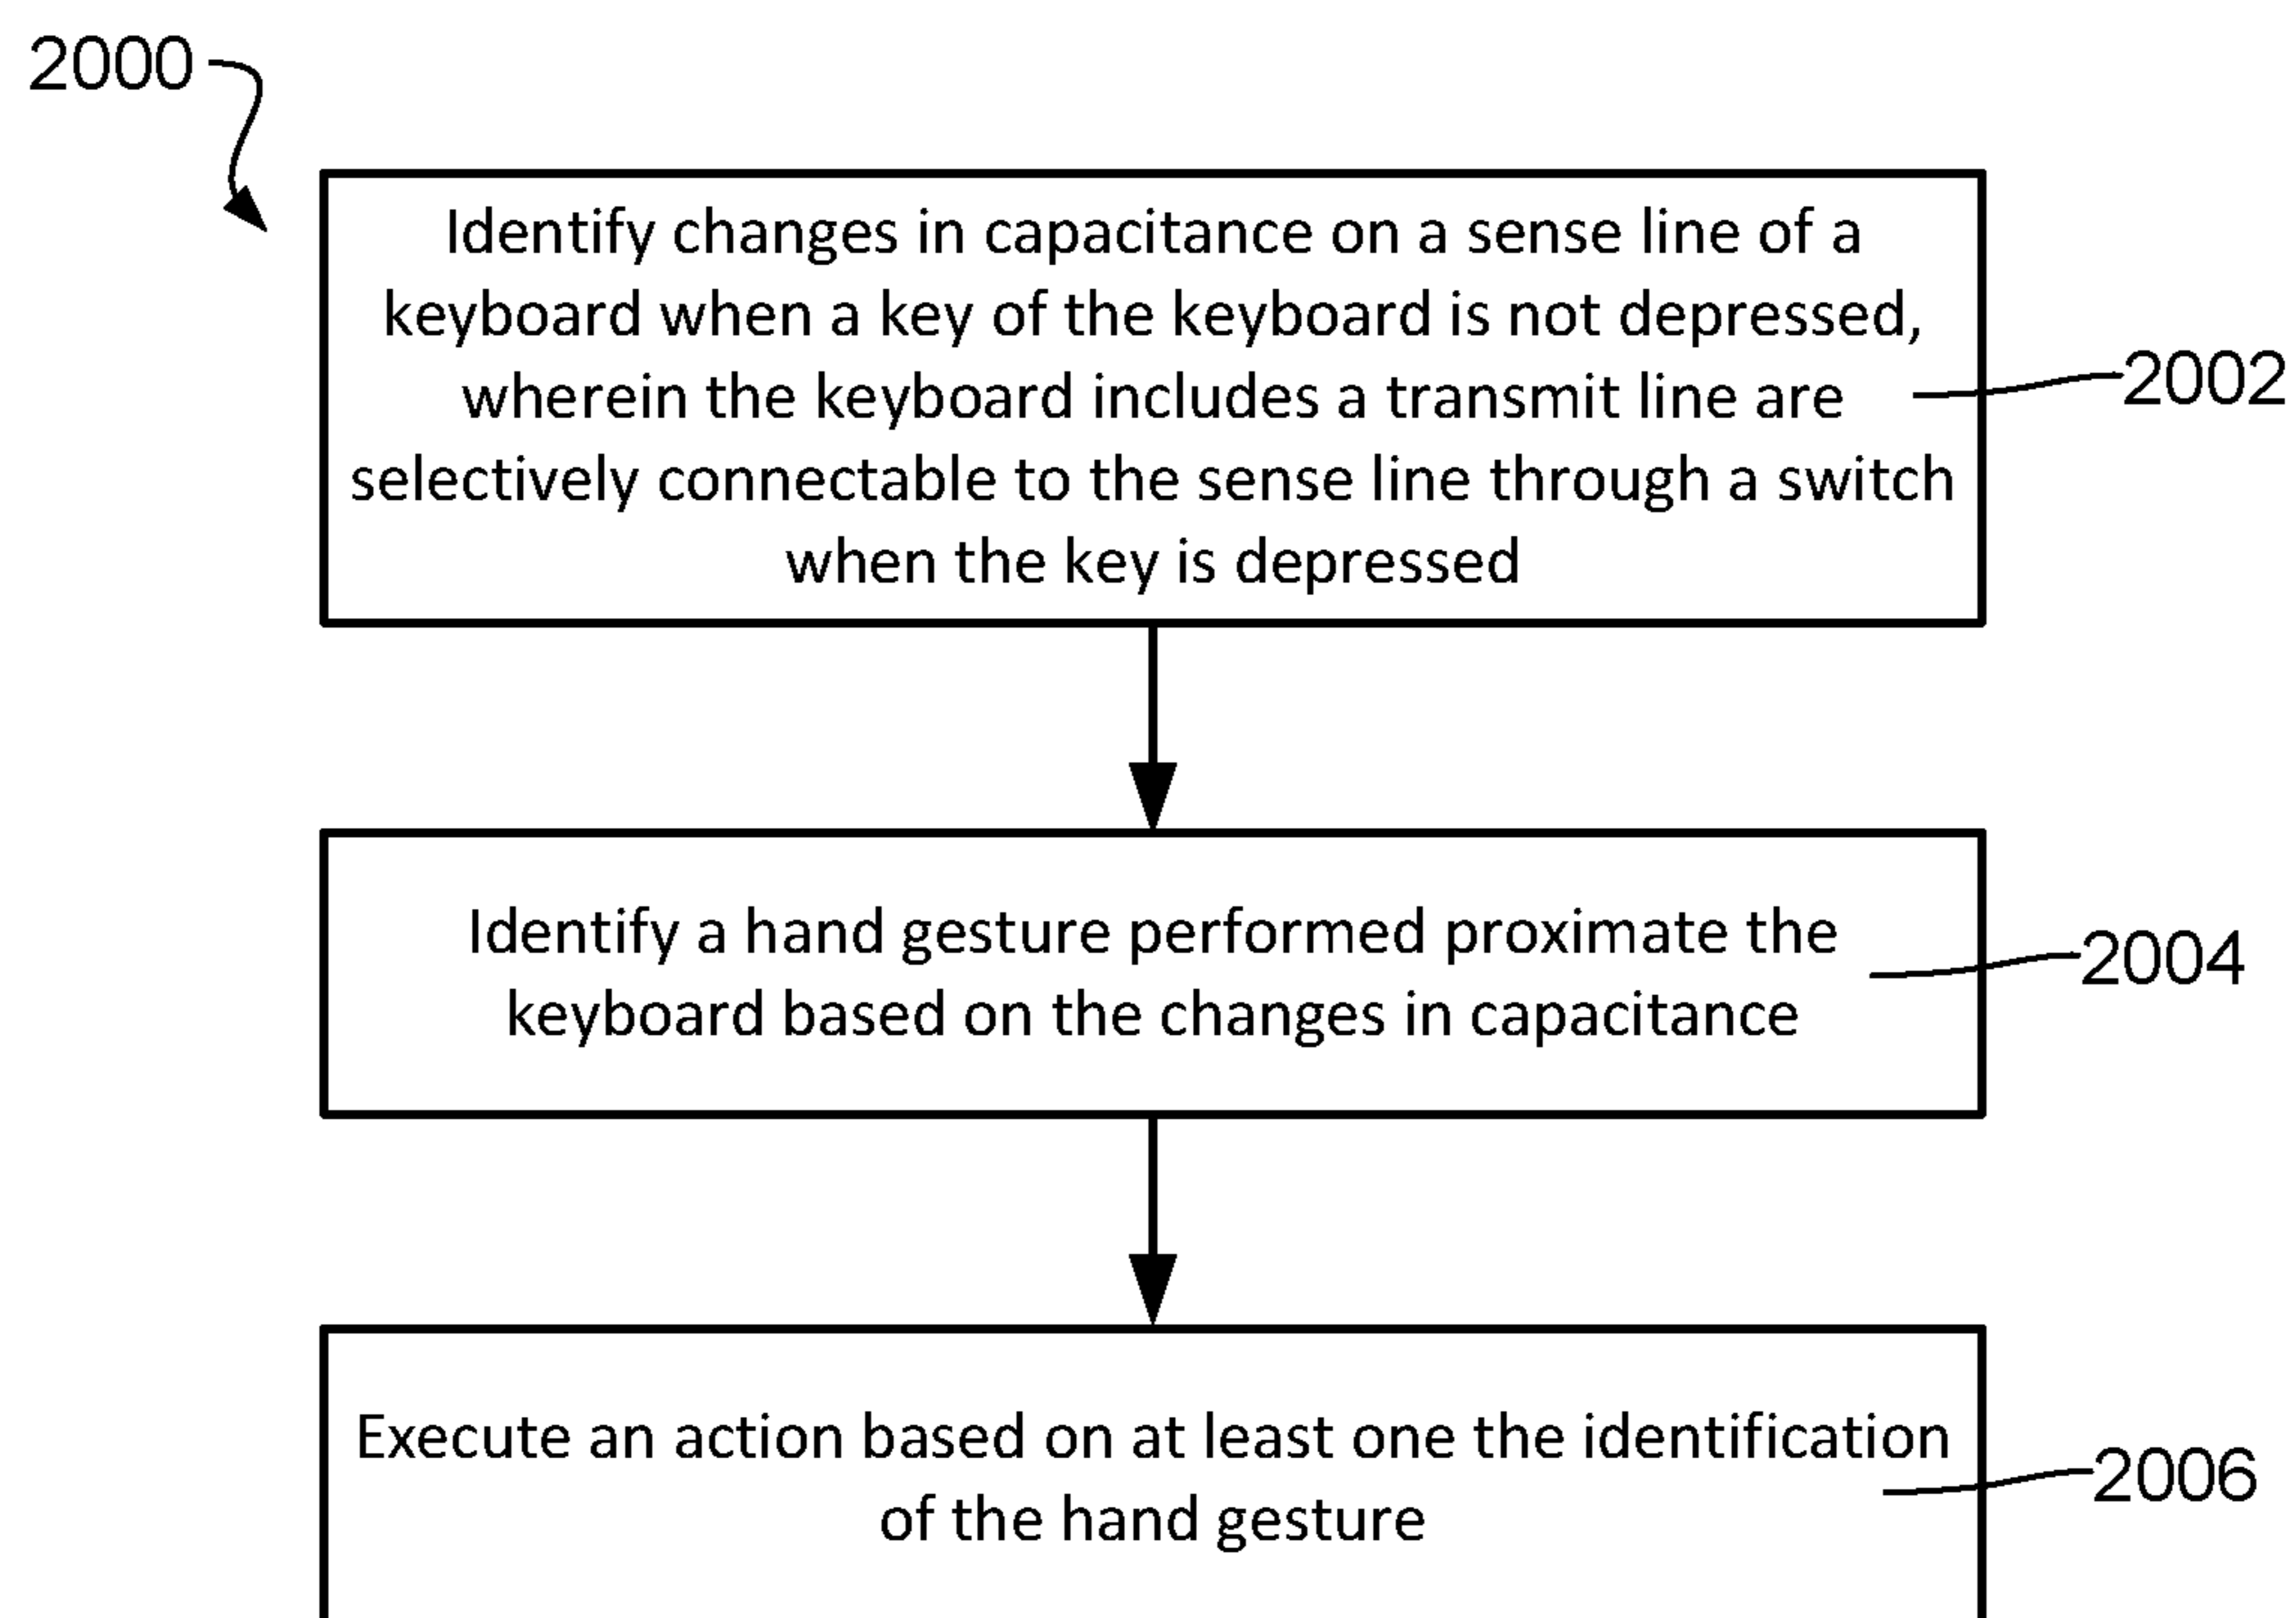 2000
Identify changes in capacitance on a sense line of a
keyboard when a key of the keyboard is not depressed,
wherein the keyboard includes a transmit line are
selectively connectable to the sense line through a switch
when the key is depressed
2002
Identify a hand gesture performed proximate the
keyboard based on the changes in capacitance
2004
Execute an action based on at least one the identification
of the hand gesture
2006